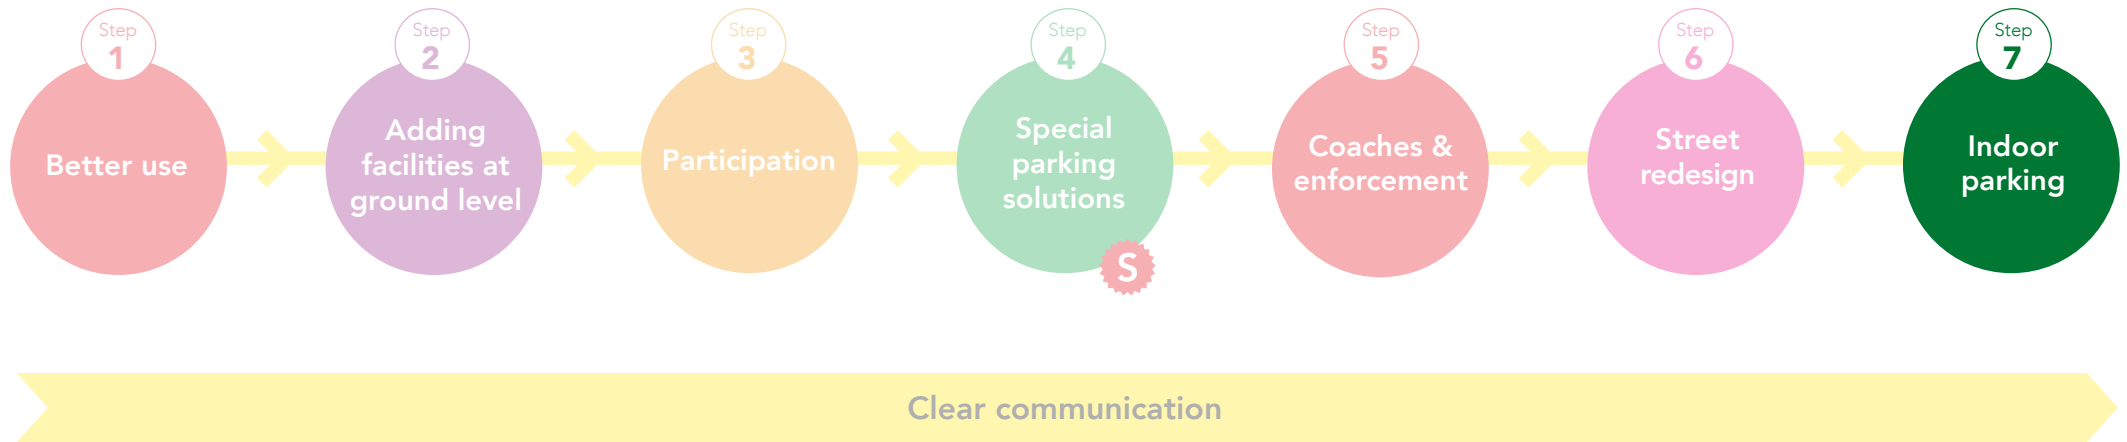 Step
1
Better use
Step
2
Adding
facilities at
ground level
Step
3
Participation
Step
4
Special
parking
solutions
S
Step
5
Coaches &
enforcement
Step
6
Street
redesign
Step
7
Indoor
parking
Clear communication